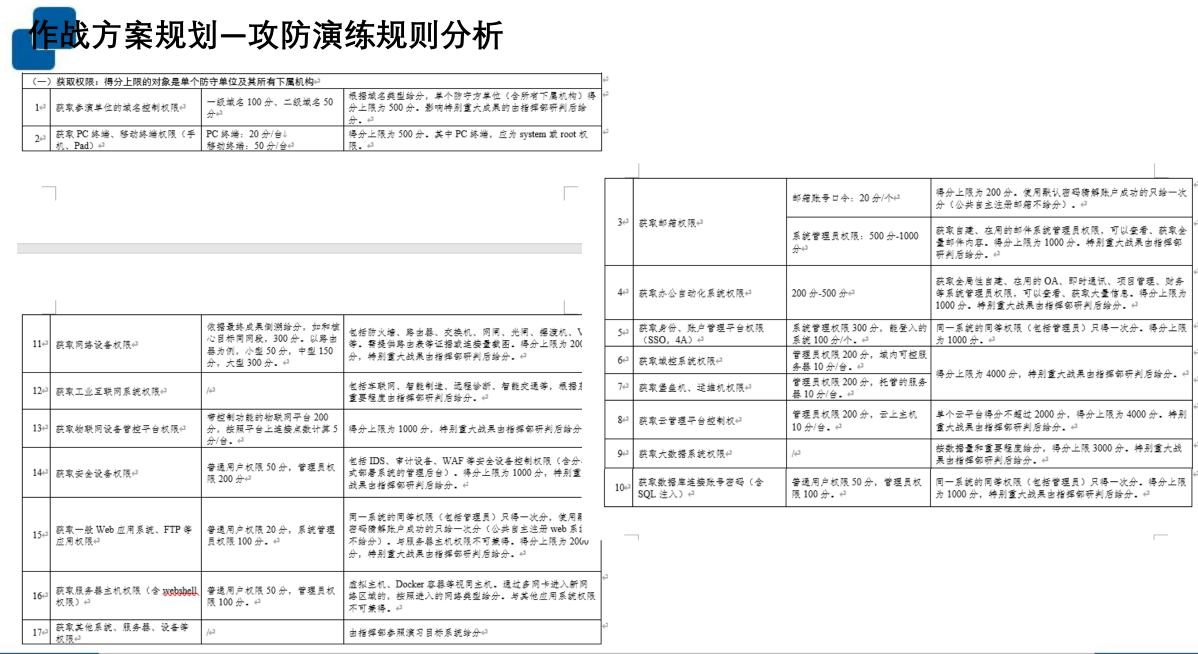 作战方案规划—攻防演练规则分析
（一）获取权限：得分上限的对象是单个防守单位及其所有下属机构
1
获取参演单位的域名控制权限
一级域名 100 分、二级域名 50
分
根据域名类型给分，单个防守方单位（含所有下属机构）得
分上限为 500 分。影响特别重大成果的由指挥部研判后给
分。
2
获取 PC 终端、移动终端权限（手
机、Pad）
PC 终端：20 分/台↓
移动终端：50 分/台
得分上限为 500 分。其中 PC 终端，应为 system 或 root 权
限。
3
获取邮箱权限
邮箱账号口令：20 分/个
得分上限为 200 分。使用默认密码猜解账户成功的只给一次
分（公共自主注册邮箱不给分）。
系统管理员权限：500 分-1000
分
获取自建、在用的邮件系统管理员权限，可以查看、获取全
量邮件内容。得分上限为 1000 分。特别重大战果由指挥部
研判后给分。
4
获取办公自动化系统权限
200 分-500 分
获取全局性自建、在用的 OA、即时通讯、项目管理、财务
等系统管理员权限，可以查看、获取大量信息。得分上限为
1000 分。特别重大战果由指挥部研判后给分。
5
获取身份、账户管理平台权限
（SSO，4A）
系统管理权限 300 分，能登入的
系统 100 分/个。
同一系统的同等权限（包括管理员）只得一次分。得分上限
为 1000 分。
6
获取域控系统权限
管理员权限 200 分，域内可控服
务器 10 分/台。
得分上限为 4000 分，特别重大战果由指挥部研判后给分。
7
获取堡垒机、运维机权限
管理员权限 200 分，托管的服务
器 10 分/台。
8
获取云管理平台控制权
管理员权限 200 分，云上主机
10 分/台。
单个云平台得分不超过 2000 分，得分上限为 4000 分。特别
重大战果由指挥部研判后给分。
9
获取大数据系统权限
/
按数据量和重要程度给分，得分上限 3000 分。特别重大战
果由指挥部研判后给分。
10
获取数据库连接账号密码（含
SQL 注入）
普通用户权限 50 分，管理员权
限 100 分。
同一系统的同等权限（包括管理员）只得一次分。得分上限
为 1000 分，特别重大战果由指挥部研判后给分。
11
获取网络设备权限
依据最终成果倒溯给分，如和核
心目标同网段，300 分。以路由
器为例，小型 50 分，中型 150
分，大型 300 分。
包括防火墙、路由器、交换机、网闸、光闸、摆渡机、V
等。需提供路由表等证据或连接量截图。得分上限为 200
分，特别重大战果由指挥部研判后给分。
12
获取工业互联网系统权限
/
包括车联网、智能制造、远程诊断、智能交通等，根据
重要程度由指挥部研判后给分。
13
获取物联网设备管控平台权限
带控制功能的物联网平台 200
分，按照平台上连接点数计算 5
分/台。
得分上限为 1000 分，特别重大战果由指挥部研判后给分
14
获取安全设备权限
普通用户权限 50 分，管理员权
限 200 分
包括 IDS、审计设备、WAF 等安全设备控制权限（含分
式部署系统的管理后台）。得分上限为 1000 分，特别重
战果由指挥部研判后给分。
15
获取一般 Web 应用系统、FTP 等
应用权限
普通用户权限 20 分，系统管理
员权限 100 分。
同一系统的同等权限（包括管理员）只得一次分，使用
密码猜解账户成功的只给一次分（公共自主注册 web 系
不给分）。与服务器主机权限不可兼得。得分上限为 2000
分，特别重大战果由指挥部研判后给分。
16
获取服务器主机权限（含 webshell
权限）
普通用户权限 50 分，管理员权
限 100 分。
虚拟主机、Docker 容器等视同主机。通过多网卡进入新网
络区域的，按照进入的网络类型给分。与其他应用系统权限
不可兼得。
17
获取其他系统、服务器、设备等
权限
/
由指挥部参照演习目标系统给分